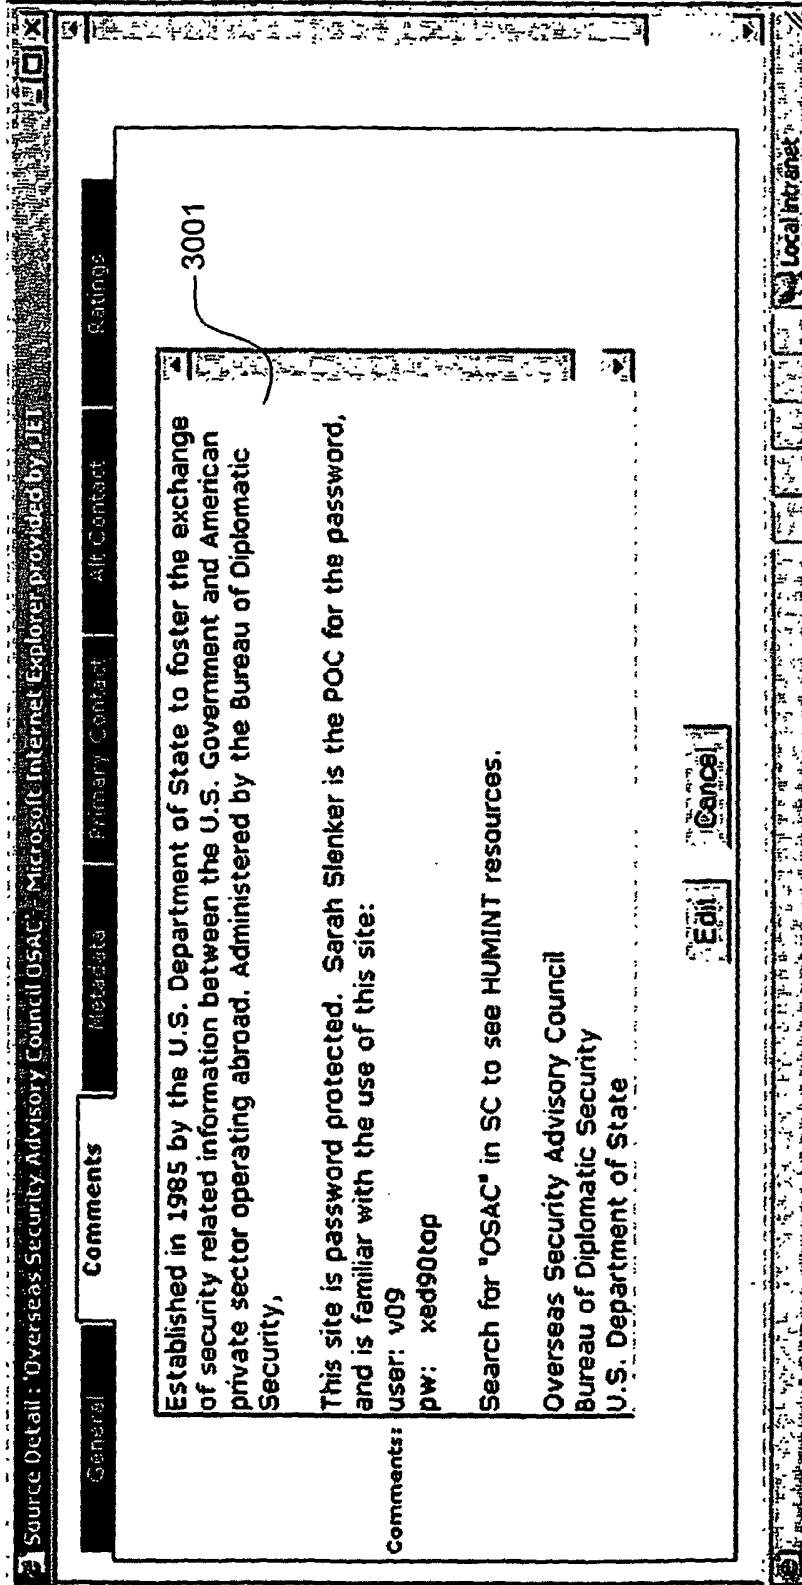 Source Detail : 'Overseas Security Advisory Council OSAC' - Microsoft Internet Explorer provided by
General
Comments
Metadata
Primary Contact
Alt Contact
Ratings
3001
Comments:
Established in 1985 by the U.S. Department of State to foster the exchange
of security related information between the U.S. Government and American
private sector operating abroad. Administered by the Bureau of Diplomatic
Security,
This site is password protected. Sarah Slenker is the POC for the password,
and is familiar with the use of this site:
user: v09
pw: xed90top
Search for "OSAC" in SC to see HUMINT resources.
Overseas Security Advisory Council
Bureau of Diplomatic Security
U.S. Department of State
Edit
Cancel
Local intranet